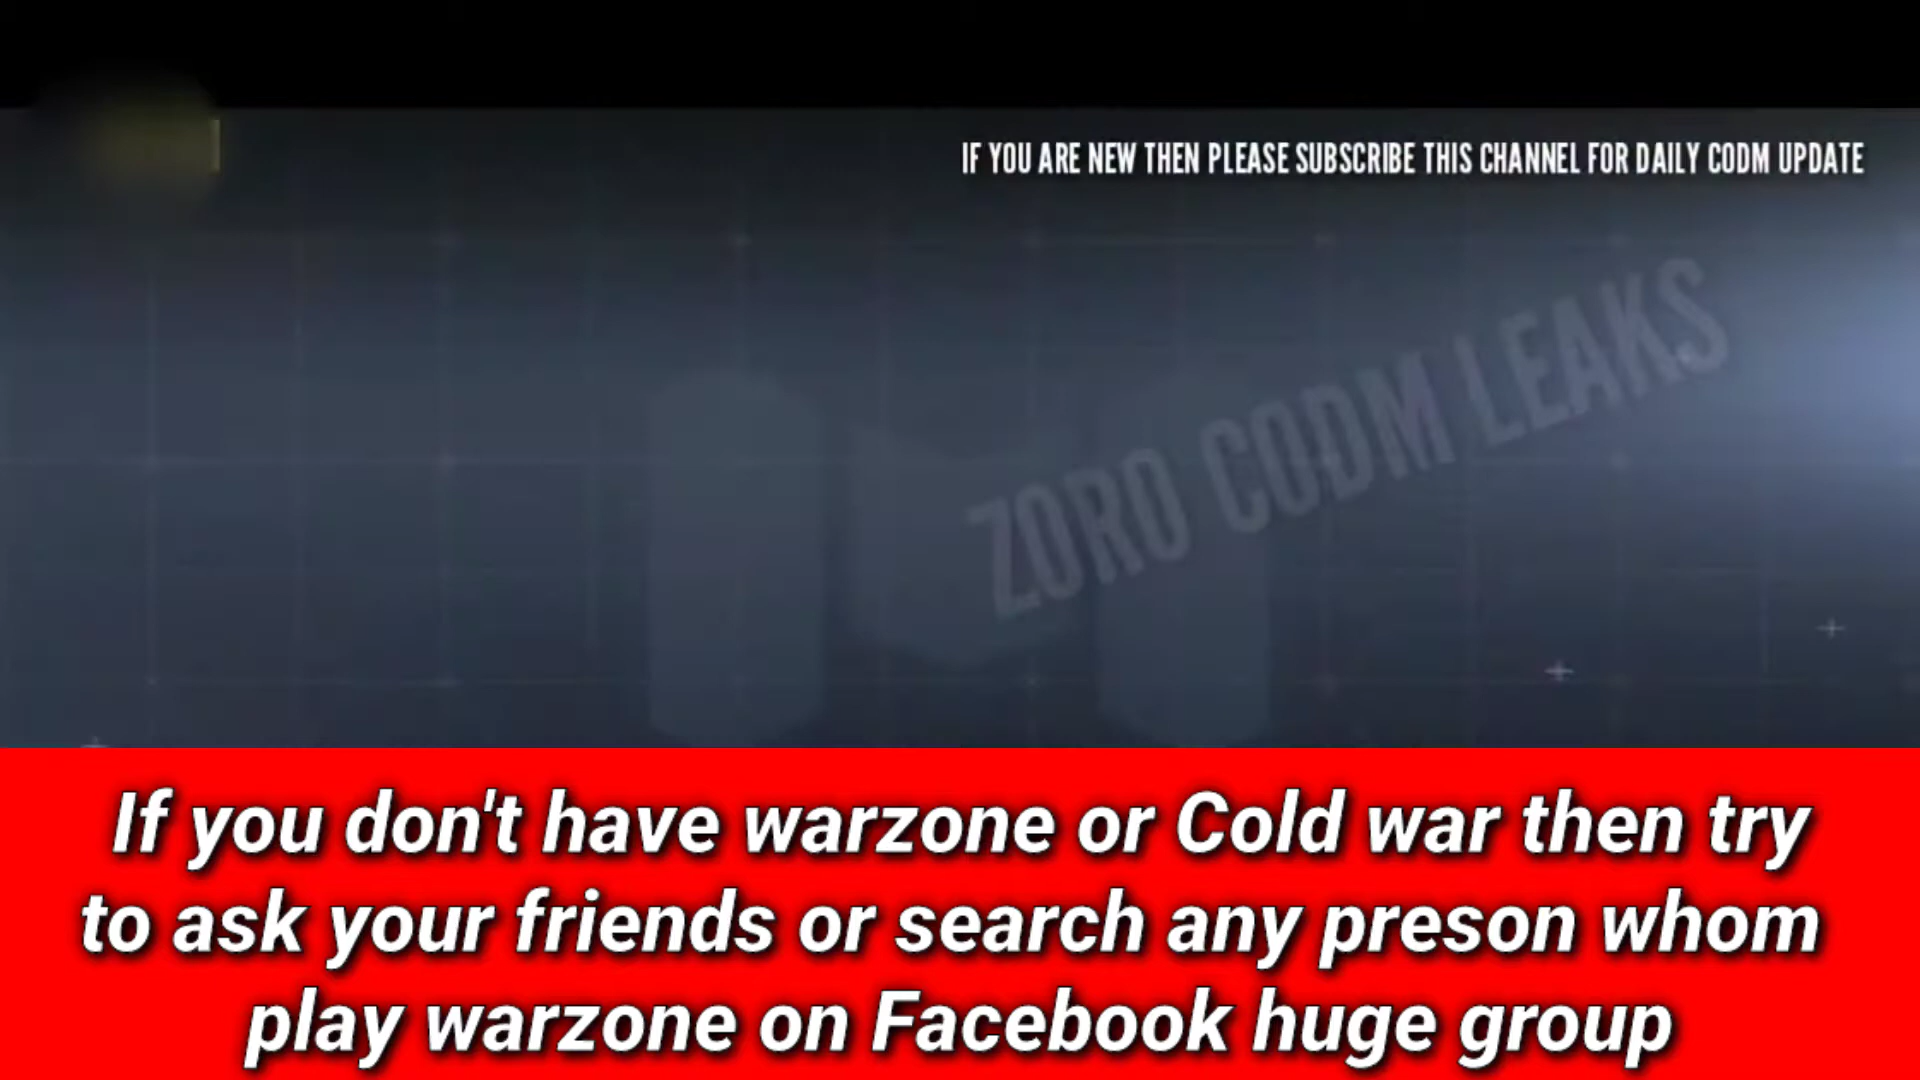 IF YOU ARE NEW THEN PLEASE SUBSCRIBE THIS CHANNEL FOR DAILY CODM UPDATE
ZORO CODM LEAKS
If you don't have warzone or Cold war then try
to ask your friends or search any preson whom
play warzone on Facebook huge group